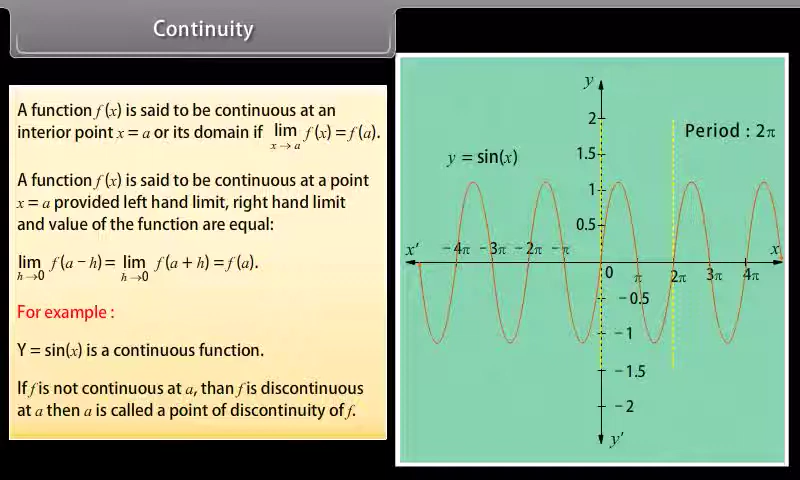 Continuity
A function f (x) is said to be continuous at an
interior point x = a or its domain if lim f (x) = f (a).
x → a
A function f (x) is said to be continuous at a point
x = a provided left hand limit, right hand limit
and value of the function are equal:
lim f (a − h) = lim f (a + h) = f (a).
h→0 h→0
For example :
Y = sin(x) is a continuous function.
If f is not continuous at a, than f is discontinuous
at a then a is called a point of discontinuity of f.
y
2
Period : 2π
1.5
y = sin(x)
1
0.5
x' −4π −3π −2π −π x
0 π 2π 3π 4π
−0.5
−1
−1.5
−2
y'